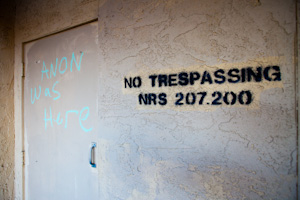 "ANON"
was
Here
NO TRESPASSING
NRS 207.200